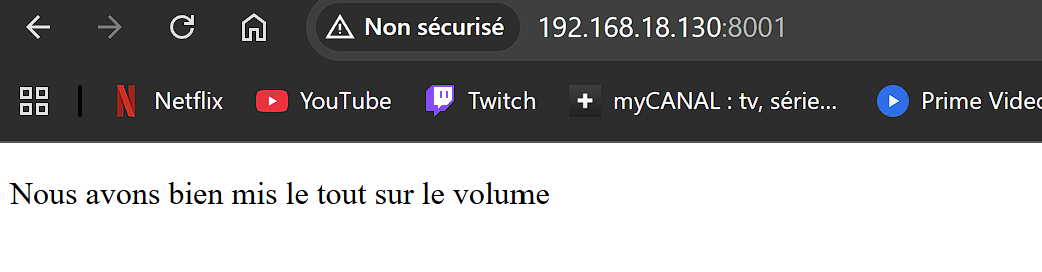 Non sécurisé 192.168.18.130:8001
Netflix YouTube Twitch myCANAL : tv, série... Prime Video
Nous avons bien mis le tout sur le volume